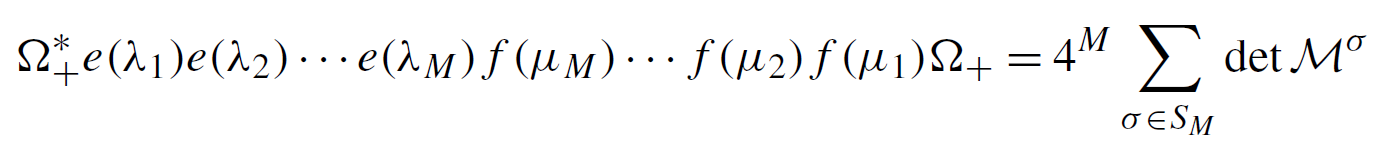 Ω₊*e(λ₁)e(λ₂)⋯e(λ_M)f(μ_M)⋯f(μ₂)f(μ₁)Ω₊ = 4^M ∑_{σ∈S_M} det ℳ^σ